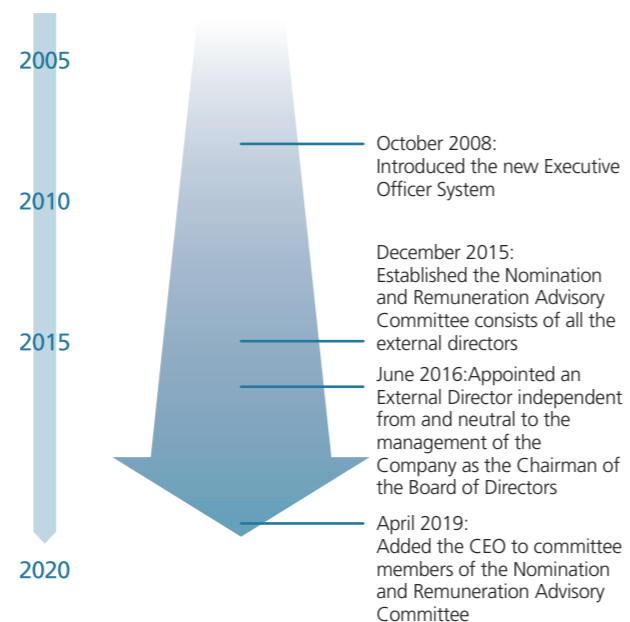 2005
October 2008:
Introduced the new Executive
Officer System
2010
December 2015:
Established the Nomination
and Remuneration Advisory
Committee consists of all the
external directors
2015
June 2016:Appointed an
External Director independent
from and neutral to the
management of the
Company as the Chairman of
the Board of Directors
April 2019:
Added the CEO to committee
members of the Nomination
and Remuneration Advisory
Committee
2020